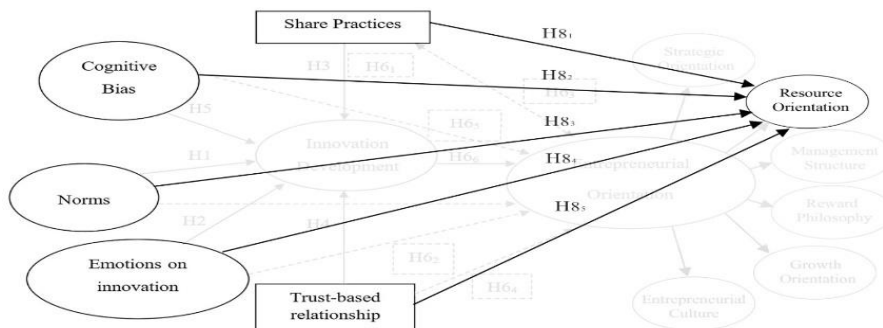 Share Practices
H8₁
Strategic
Orientation
Cognitive
Bias
H3
H6₁
H8₂
Resource
Orientation
H5
H6₅
H8₃
Innovation
Development
H1
H6₆
H8₄
Entrepreneurial
Orientation
Management
Structure
Norms
H8₅
Reward
Philosophy
H2
H4
Emotions on
innovation
H6₂
Growth
Orientation
H6₄
Trust-based
relationship
Entrepreneurial
Culture